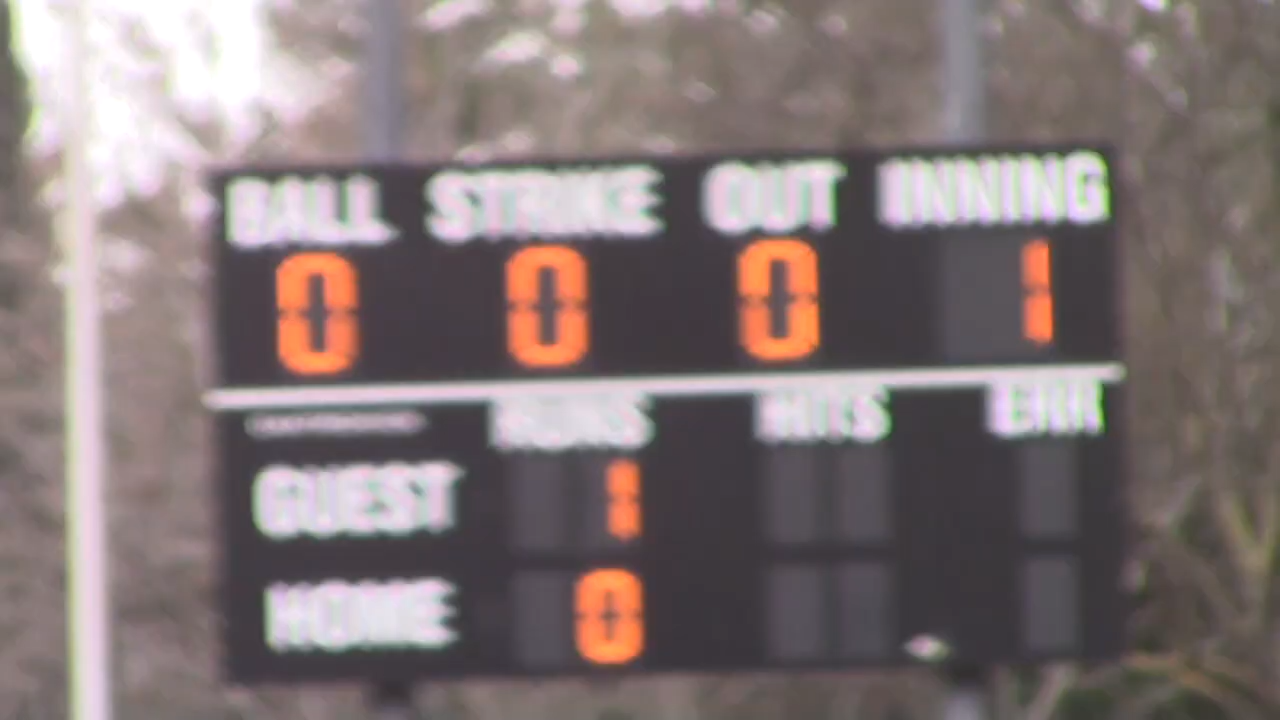 BALL STRIKE OUT INNING
0 0 0 1
RUNS HITS ERR
GUEST 1
HOME 0